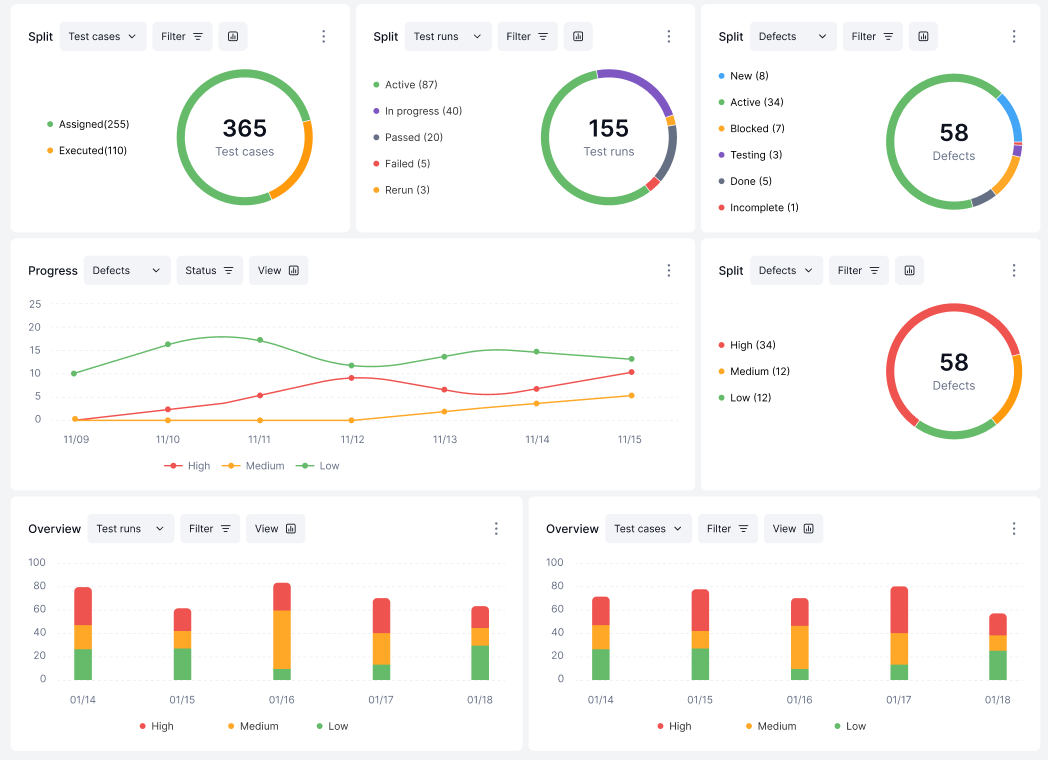 Split Test cases Filter
Assigned(255)
Executed(110)
365
Test cases
Split Test runs Filter
Active (87)
In progress (40)
Passed (20)
Failed (5)
Rerun (3)
155
Test runs
Split Defects Filter
New (8)
Active (34)
Blocked (7)
Testing (3)
Done (5)
Incomplete (1)
58
Defects
Progress Defects Status View
25
20
15
10
5
0
11/09 11/10 11/11 11/12 11/13 11/14 11/15
High Medium Low
Split Defects Filter
High (34)
Medium (12)
Low (12)
58
Defects
Overview Test runs Filter View
100
80
60
40
20
0
01/14 01/15 01/16 01/17 01/18
High Medium Low
Overview Test cases Filter View
100
80
60
40
20
0
01/14 01/15 01/16 01/17 01/18
High Medium Low